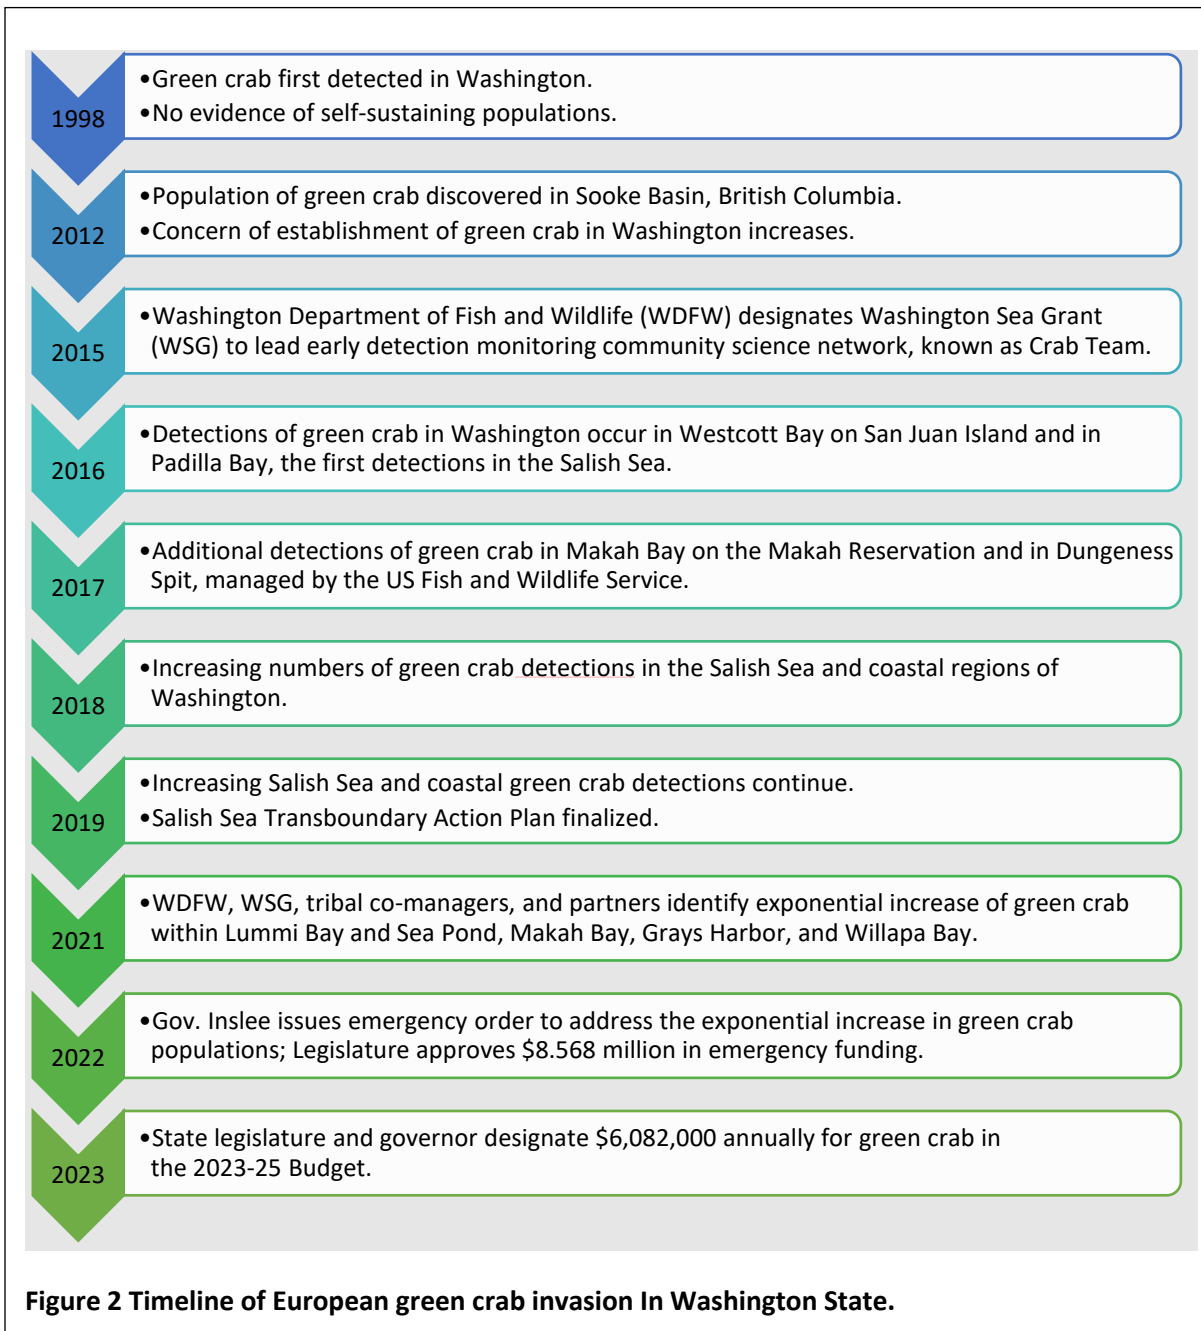 1998
•Green crab first detected in Washington.
•No evidence of self-sustaining populations.
2012
•Population of green crab discovered in Sooke Basin, British Columbia.
•Concern of establishment of green crab in Washington increases.
2015
•Washington Department of Fish and Wildlife (WDFW) designates Washington Sea Grant
(WSG) to lead early detection monitoring community science network, known as Crab Team.
2016
•Detections of green crab in Washington occur in Westcott Bay on San Juan Island and in
Padilla Bay, the first detections in the Salish Sea.
2017
•Additional detections of green crab in Makah Bay on the Makah Reservation and in Dungeness
Spit, managed by the US Fish and Wildlife Service.
2018
•Increasing numbers of green crab detections in the Salish Sea and coastal regions of
Washington.
2019
•Increasing Salish Sea and coastal green crab detections continue.
•Salish Sea Transboundary Action Plan finalized.
2021
•WDFW, WSG, tribal co-managers, and partners identify exponential increase of green crab
within Lummi Bay and Sea Pond, Makah Bay, Grays Harbor, and Willapa Bay.
2022
•Gov. Inslee issues emergency order to address the exponential increase in green crab
populations; Legislature approves $8.568 million in emergency funding.
2023
•State legislature and governor designate $6,082,000 annually for green crab in
the 2023-25 Budget.
Figure 2 Timeline of European green crab invasion In Washington State.